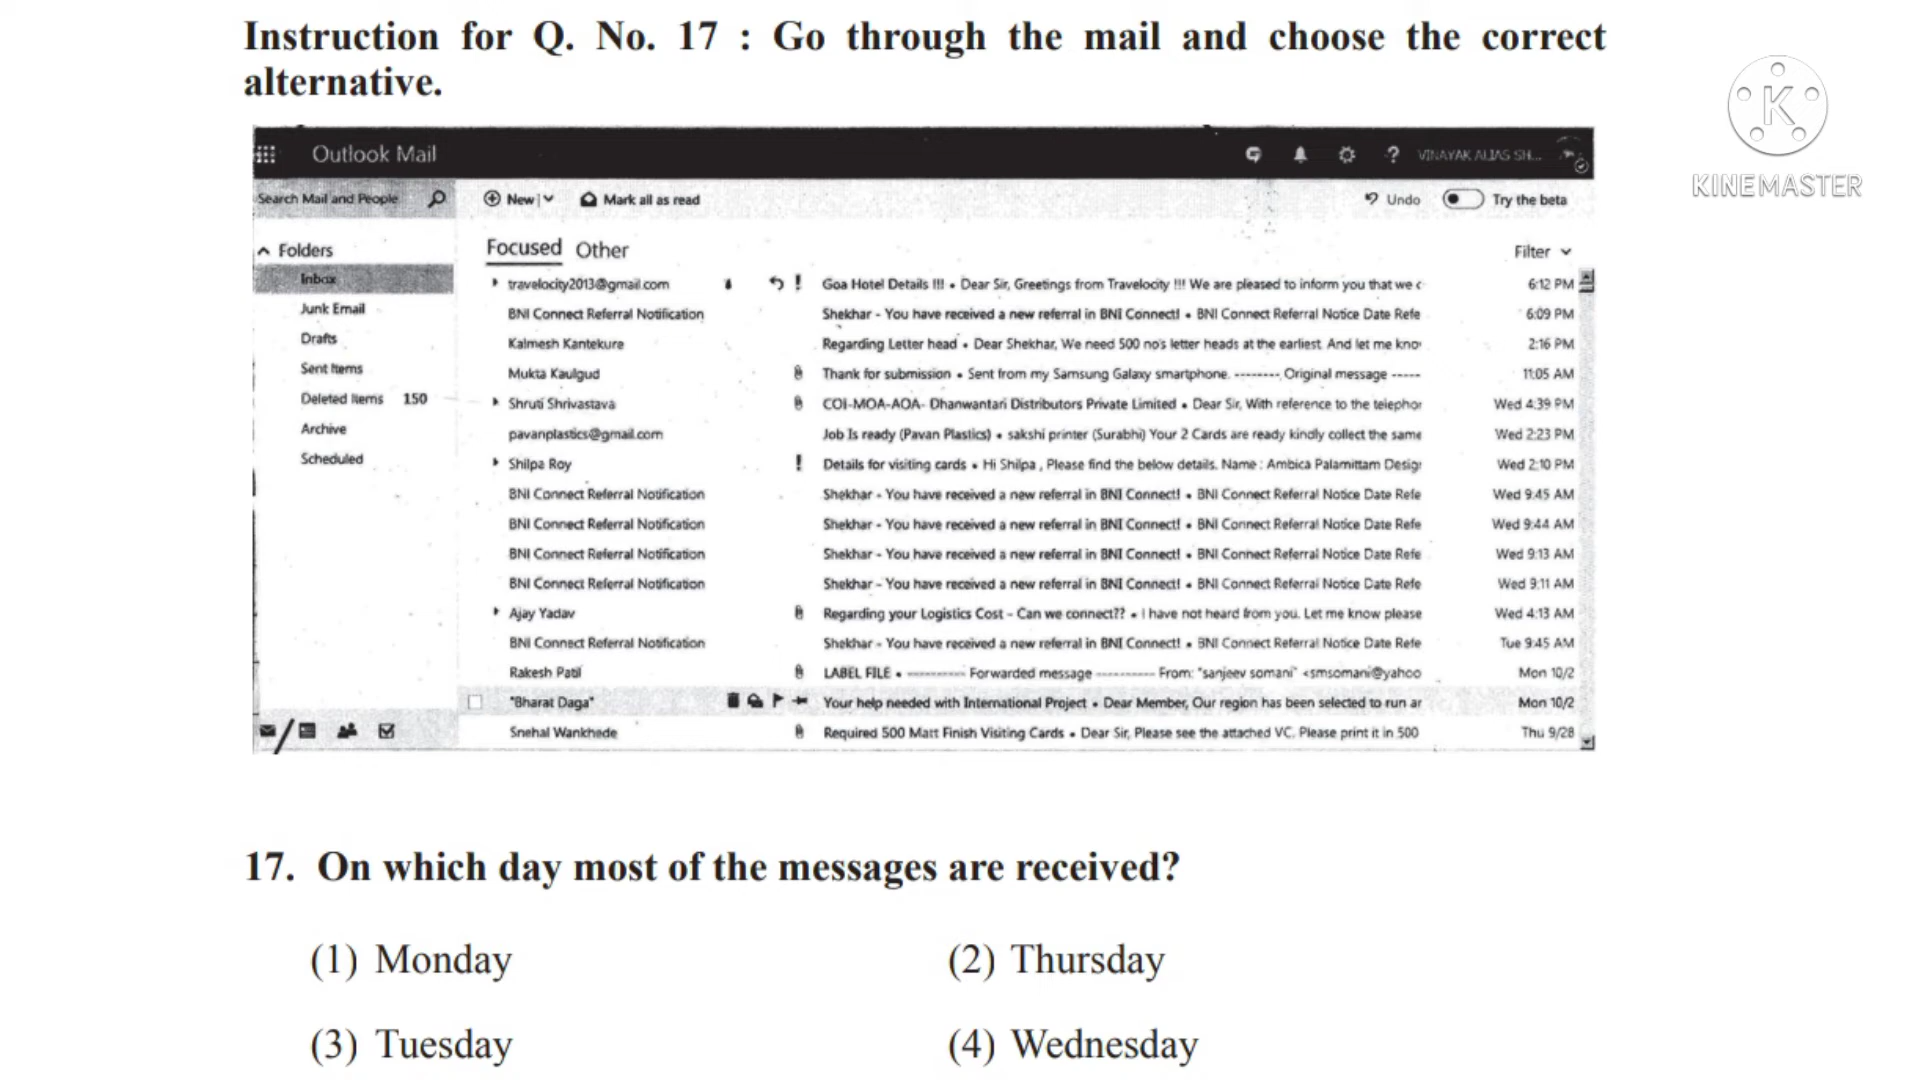 Instruction for Q. No. 17 : Go through the mail and choose the correct
alternative.
KINEMASTER
Outlook Mail
VINAYAK ALIAS SH...
Search Mail and People
New
Mark all as read
Undo
Try the beta
Folders
Inbox
Junk Email
Drafts
Sent Items
Deleted Items 150
Archive
Scheduled
Focused Other
Filter
travelocity2013@gmail.com ! Goa Hotel Details !!! • Dear Sir, Greetings from Travelocity !!! We are pleased to inform you that we c 6:12 PM
BNI Connect Referral Notification Shekhar - You have received a new referral in BNI Connect! • BNI Connect Referral Notice Date Refe 6:09 PM
Kalmesh Kantekure Regarding Letter head • Dear Shekhar, We need 500 no's letter heads at the earliest. And let me kno 2:16 PM
Mukta Kaulgud Thank for submission • Sent from my Samsung Galaxy smartphone. -------- Original message ----- 11:05 AM
Shruti Shrivastava COI-MOA-AOA- Dhanwantari Distributors Private Limited • Dear Sir, With reference to the telephor Wed 4:39 PM
pavanplastics@gmail.com Job Is ready (Pavan Plastics) • sakshi printer (Surabhi) Your 2 Cards are ready kindly collect the same Wed 2:23 PM
Shilpa Roy ! Details for visiting cards • Hi Shilpa , Please find the below details. Name : Ambica Palamittam Desigr Wed 2:10 PM
BNI Connect Referral Notification Shekhar - You have received a new referral in BNI Connect! • BNI Connect Referral Notice Date Refe Wed 9:45 AM
BNI Connect Referral Notification Shekhar - You have received a new referral in BNI Connect! • BNI Connect Referral Notice Date Refe Wed 9:44 AM
BNI Connect Referral Notification Shekhar - You have received a new referral in BNI Connect! • BNI Connect Referral Notice Date Refe Wed 9:13 AM
BNI Connect Referral Notification Shekhar - You have received a new referral in BNI Connect! • BNI Connect Referral Notice Date Refe Wed 9:11 AM
Ajay Yadav Regarding your Logistics Cost - Can we connect?? • I have not heard from you. Let me know please Wed 4:13 AM
BNI Connect Referral Notification Shekhar - You have received a new referral in BNI Connect! • BNI Connect Referral Notice Date Refe Tue 9:45 AM
Rakesh Patil LABEL FILE • ---------- Forwarded message ---------- From: "sanjeev somani" <smsomani@yahoo Mon 10/2
"Bharat Daga" Your help needed with International Project • Dear Member, Our region has been selected to run ar Mon 10/2
Snehal Wankhede Required 500 Matt Finish Visiting Cards • Dear Sir, Please see the attached VC. Please print it in 500 Thu 9/28
17. On which day most of the messages are received?
(1) Monday (2) Thursday
(3) Tuesday (4) Wednesday